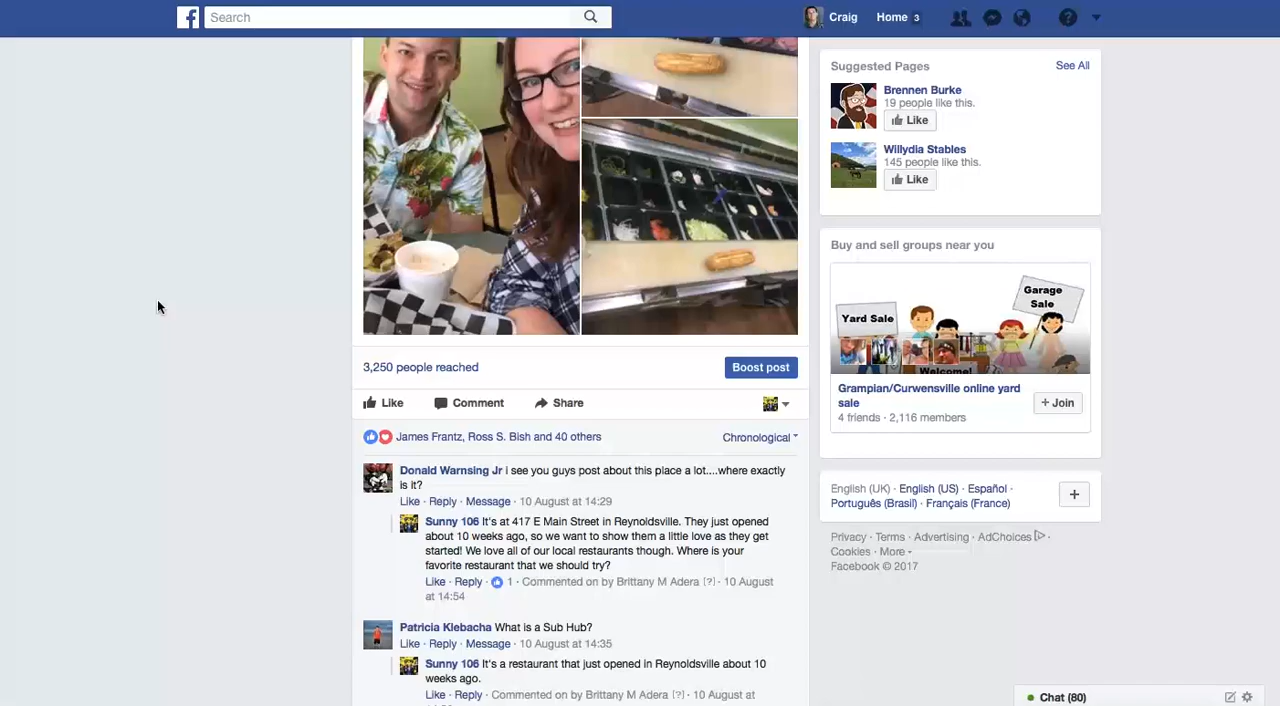 Search
Craig
Home 3
3,250 people reached
Boost post
Like
Comment
Share
James Frantz, Ross S. Bish and 40 others
Chronological
Donald Warnsing Jr i see you guys post about this place a lot....where exactly
is it?
Like · Reply · Message · 10 August at 14:29
Sunny 106 It's at 417 E Main Street in Reynoldsville. They just opened
about 10 weeks ago, so we want to show them a little love as they get
started! We love all of our local restaurants though. Where is your
favorite restaurant that we should try?
Like · Reply · 1 · Commented on by Brittany M Adera [?] · 10 August
at 14:54
Patricia Klebacha What is a Sub Hub?
Like · Reply · Message · 10 August at 14:35
Sunny 106 It's a restaurant that just opened in Reynoldsville about 10
weeks ago.
Like · Reply · Commented on by Brittany M Adera [?] · 10 August at
Suggested Pages
See All
Brennen Burke
19 people like this.
Like
Willydia Stables
145 people like this.
Like
Buy and sell groups near you
Garage
Sale
Yard Sale
Welcome!
Grampian/Curwensville online yard
sale
+ Join
4 friends · 2,116 members
English (UK) · English (US) · Español ·
Português (Brasil) · Français (France)
+
Privacy · Terms · Advertising · AdChoices ·
Cookies · More
Facebook © 2017
Chat (80)